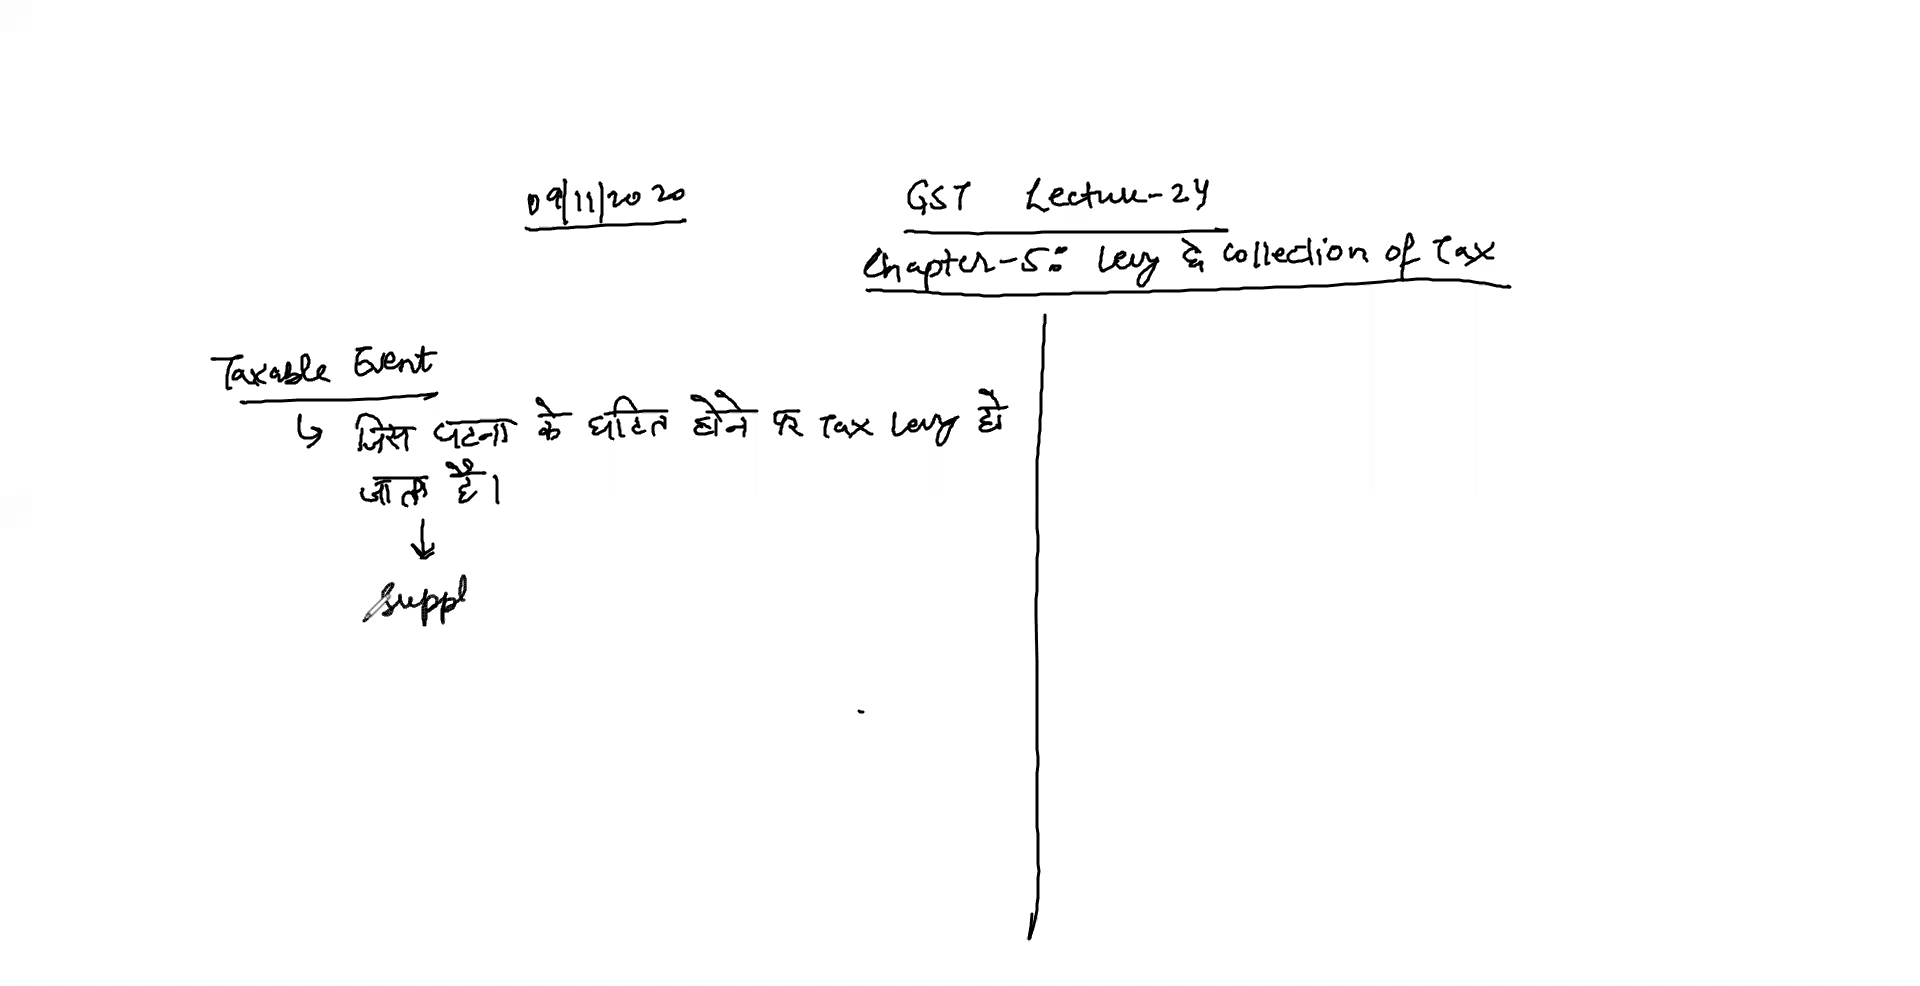 09/11/2020
GST Lecture-24
Chapter-5: Levy & collection of Tax
Taxable Event
↳ जिस घटना के घटित होने पर Tax Levy हो
जाता है।
↓
Suppl